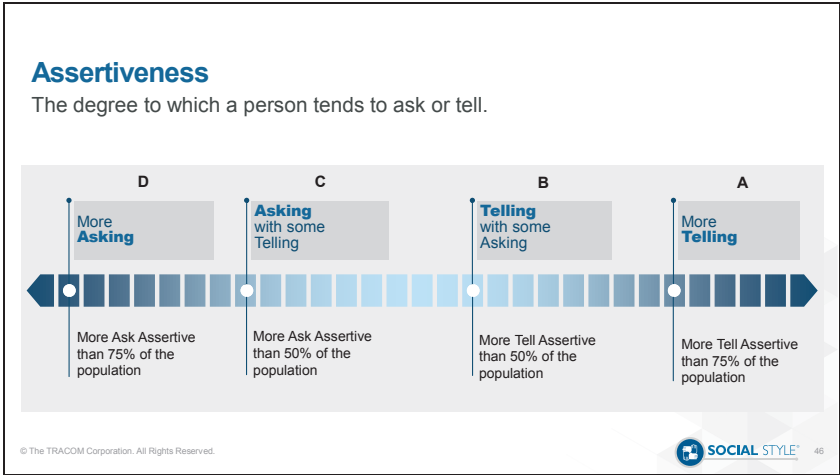 Assertiveness
The degree to which a person tends to ask or tell.
D
C
B
A
More
Asking
Asking
with some
Telling
Telling
with some
Asking
More
Telling
More Ask Assertive
than 75% of the
population
More Ask Assertive
than 50% of the
population
More Tell Assertive
than 50% of the
population
More Tell Assertive
than 75% of the
population
© The TRACOM Corporation. All Rights Reserved.
SOCIAL STYLE®
46